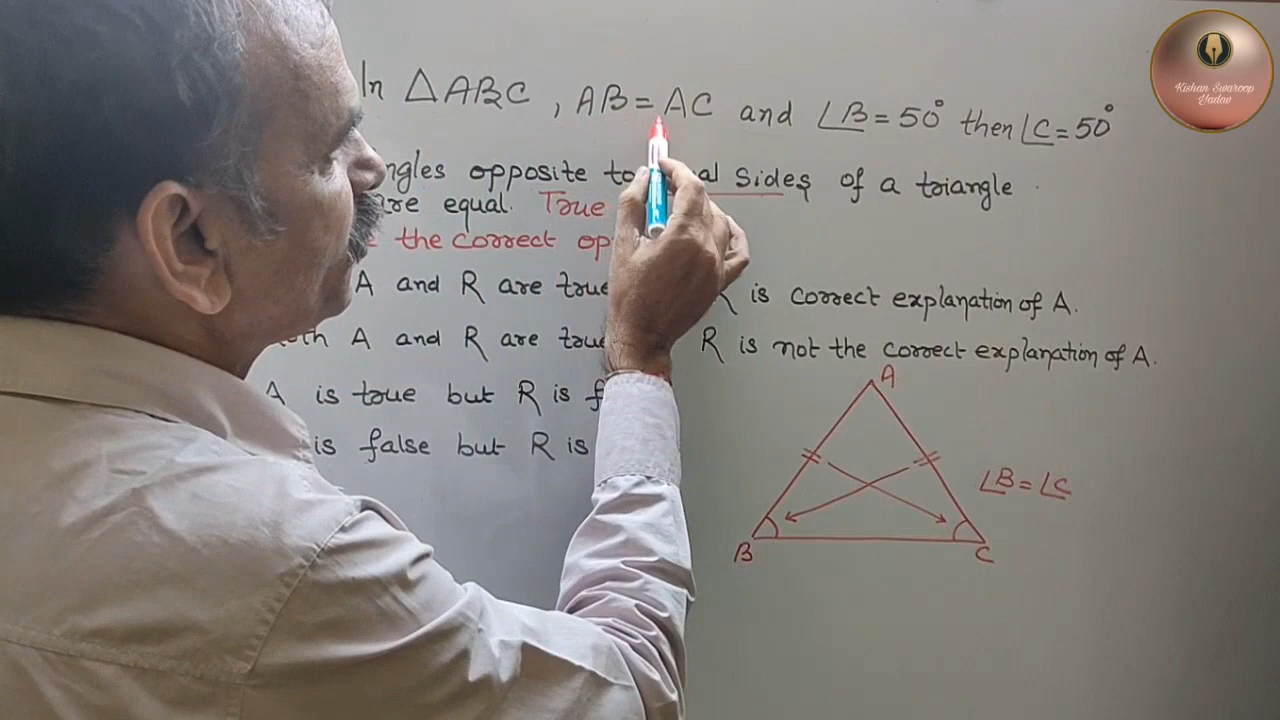 In △ABC, AB = AC and ∠B = 50° then ∠C = 50°
ngles opposite to al sides of a triangle
are equal. True
the correct op
A and R are true R is correct explanation of A.
oth A and R are true R is not the correct explanation of A.
A is true but R is f
is false but R is
A
∠B = ∠C
B
C
Kishan Swaroop
Yadav